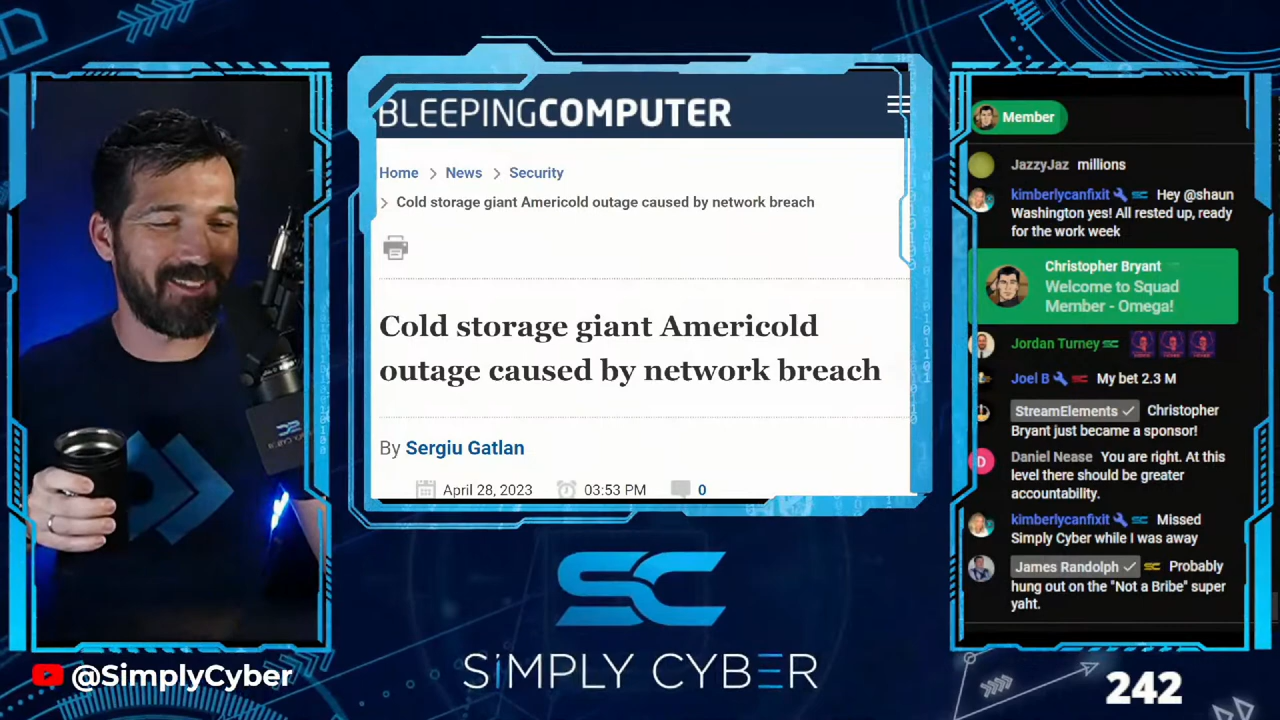 BLEEPINGCOMPUTER
Home > News > Security
> Cold storage giant Americold outage caused by network breach
Cold storage giant Americold
outage caused by network breach
By Sergiu Gatlan
April 28, 2023 03:53 PM 0
SC
SiMPLY CYBER
@SimplyCyber
Member
JazzyJaz millions
kimberlycanfixit Hey @shaun
Washington yes! All rested up, ready
for the work week
Christopher Bryant
Welcome to Squad
Member - Omega!
Jordan Turney
Joel B My bet 2.3 M
StreamElements Christopher
Bryant just became a sponsor!
D Daniel Nease You are right. At this
level there should be greater
accountability.
kimberlycanfixit Missed
Simply Cyber while I was away
James Randolph Probably
hung out on the "Not a Bribe" super
yaht.
242